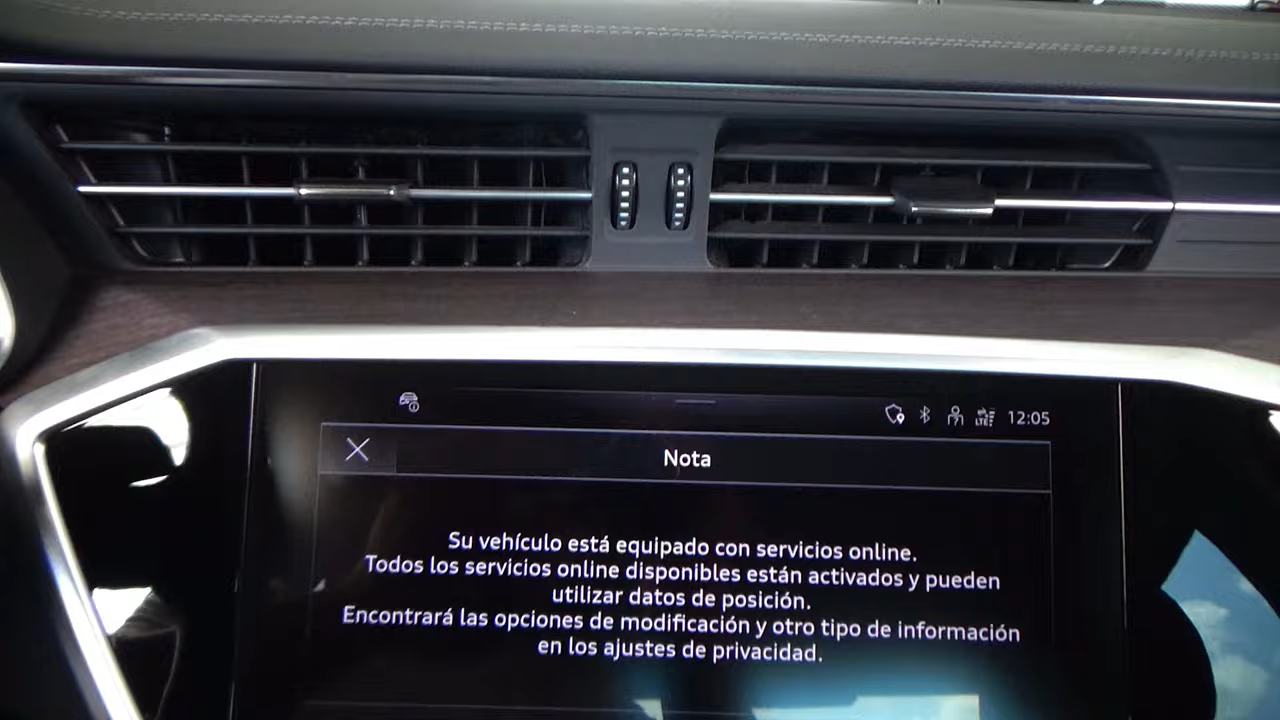 LTE 12:05
Nota
Su vehículo está equipado con servicios online.
Todos los servicios online disponibles están activados y pueden
utilizar datos de posición.
Encontrará las opciones de modificación y otro tipo de información
en los ajustes de privacidad.